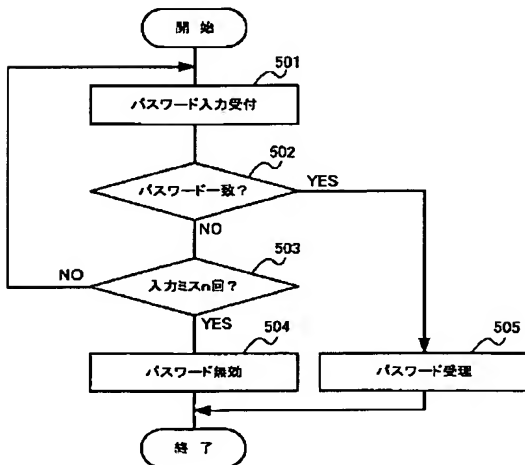 開 始
501
パスワード入力受付
502
パスワード一致?
YES
NO
503
入力ミスn回?
NO
YES
504
パスワード無効
505
パスワード受理
終 了